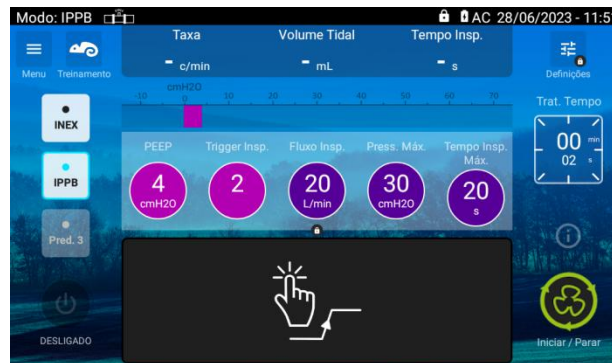 Modo: IPPB AC 28/06/2023 - 11:5
Taxa Volume Tidal Tempo Insp.
- c/min - mL - s
Menu Treinamento Definições
cmH2O
-10 0 10 20 30 40 50 60 70
INEX
IPPB
Pred. 3
DESLIGADO
PEEP Trigger Insp. Fluxo Insp. Press. Máx. Tempo Insp. Máx.
4 cmH2O 2 20 L/min 30 cmH2O 20 s
Trat. Tempo
00 min
02 s
Iniciar / Parar